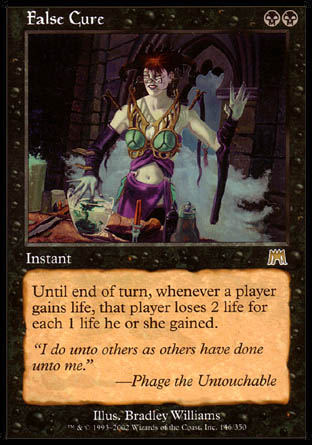 False Cure
Instant
Until end of turn, whenever a player
gains life, that player loses 2 life for
each 1 life he or she gained.
"I do unto others as others have done
unto me."
—Phage the Untouchable
Illus. Bradley Williams
™ & © 1993–2002 Wizards of the Coast, Inc. 146/350